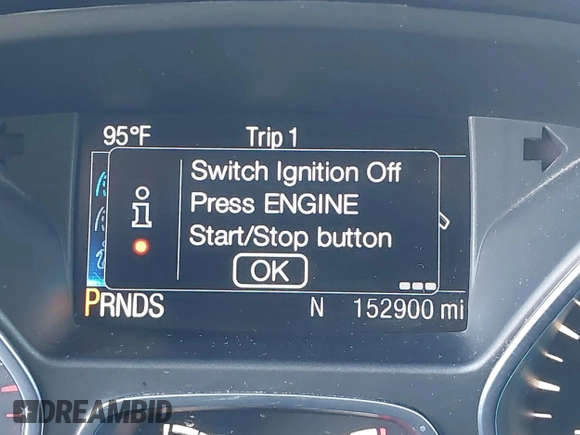 95°F Trip 1
Switch Ignition Off
Press ENGINE
Start/Stop button
OK
PRNDS N 152900 mi
DREAMBID